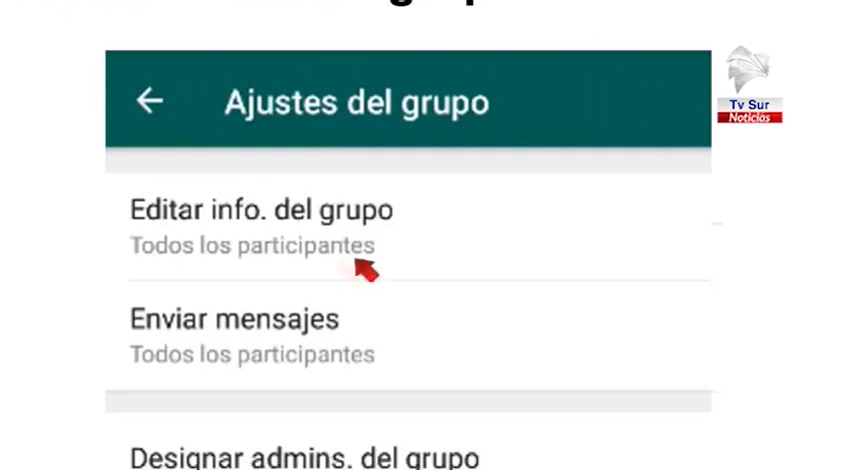 Ajustes del grupo
Tv Sur
Noticias
Editar info. del grupo
Todos los participantes
Enviar mensajes
Todos los participantes
Designar admins. del grupo